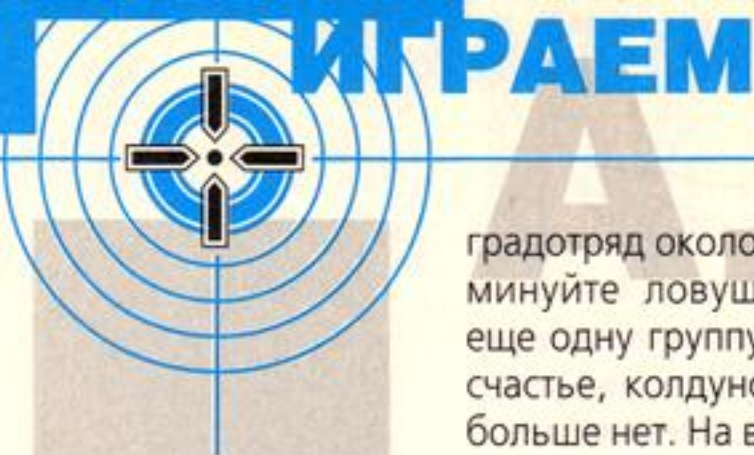 ИГРАЕМ
А
градотряд около
минуйте ловуш
еще одну группу
счастье, колдуно
больше нет. На в